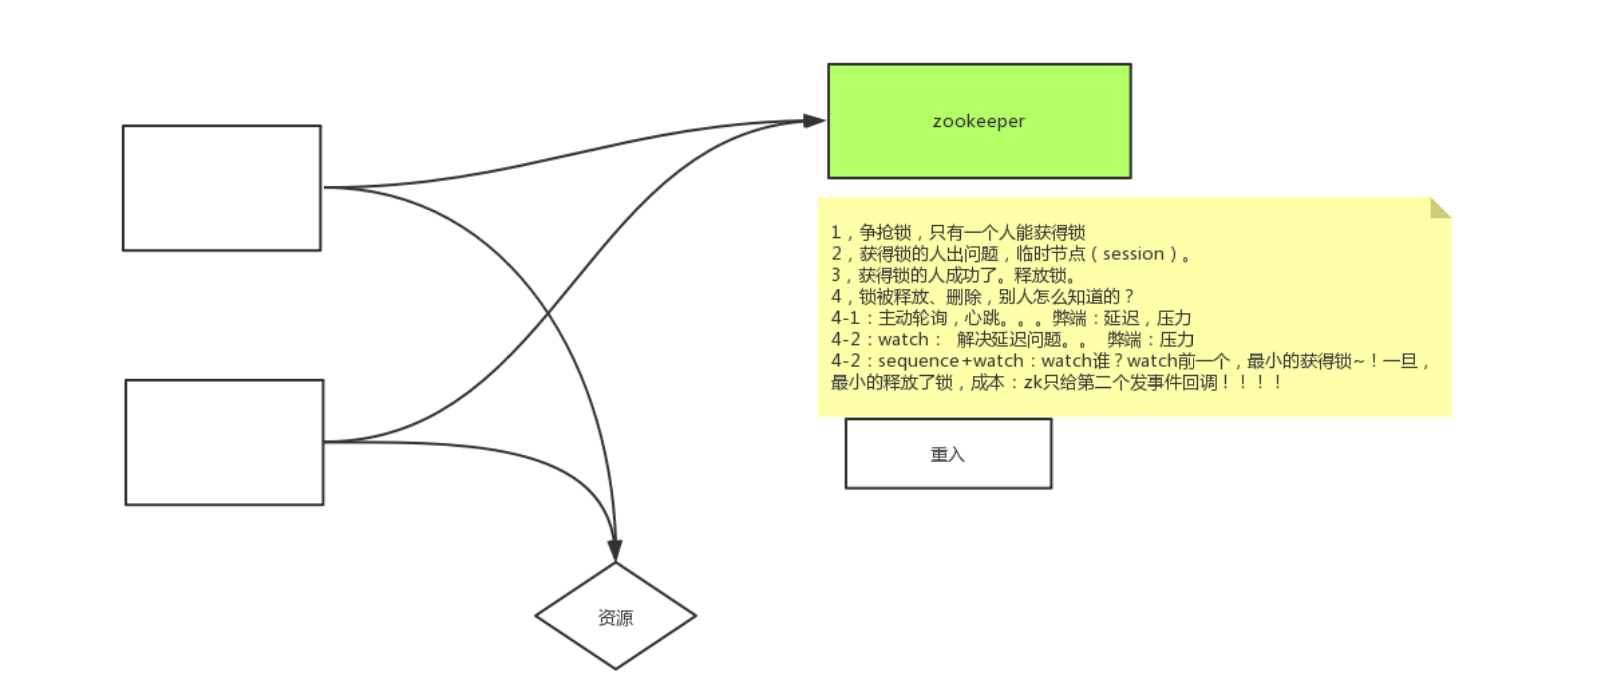 zookeeper
1，争抢锁，只有一个人能获得锁
2，获得锁的人出问题，临时节点（session）。
3，获得锁的人成功了。释放锁。
4，锁被释放、删除，别人怎么知道的？
4-1：主动轮询，心跳。。。弊端：延迟，压力
4-2：watch： 解决延迟问题。。 弊端：压力
4-2：sequence+watch：watch谁？watch前一个，最小的获得锁~！一旦，
最小的释放了锁，成本：zk只给第二个发事件回调！！！！
重入
资源